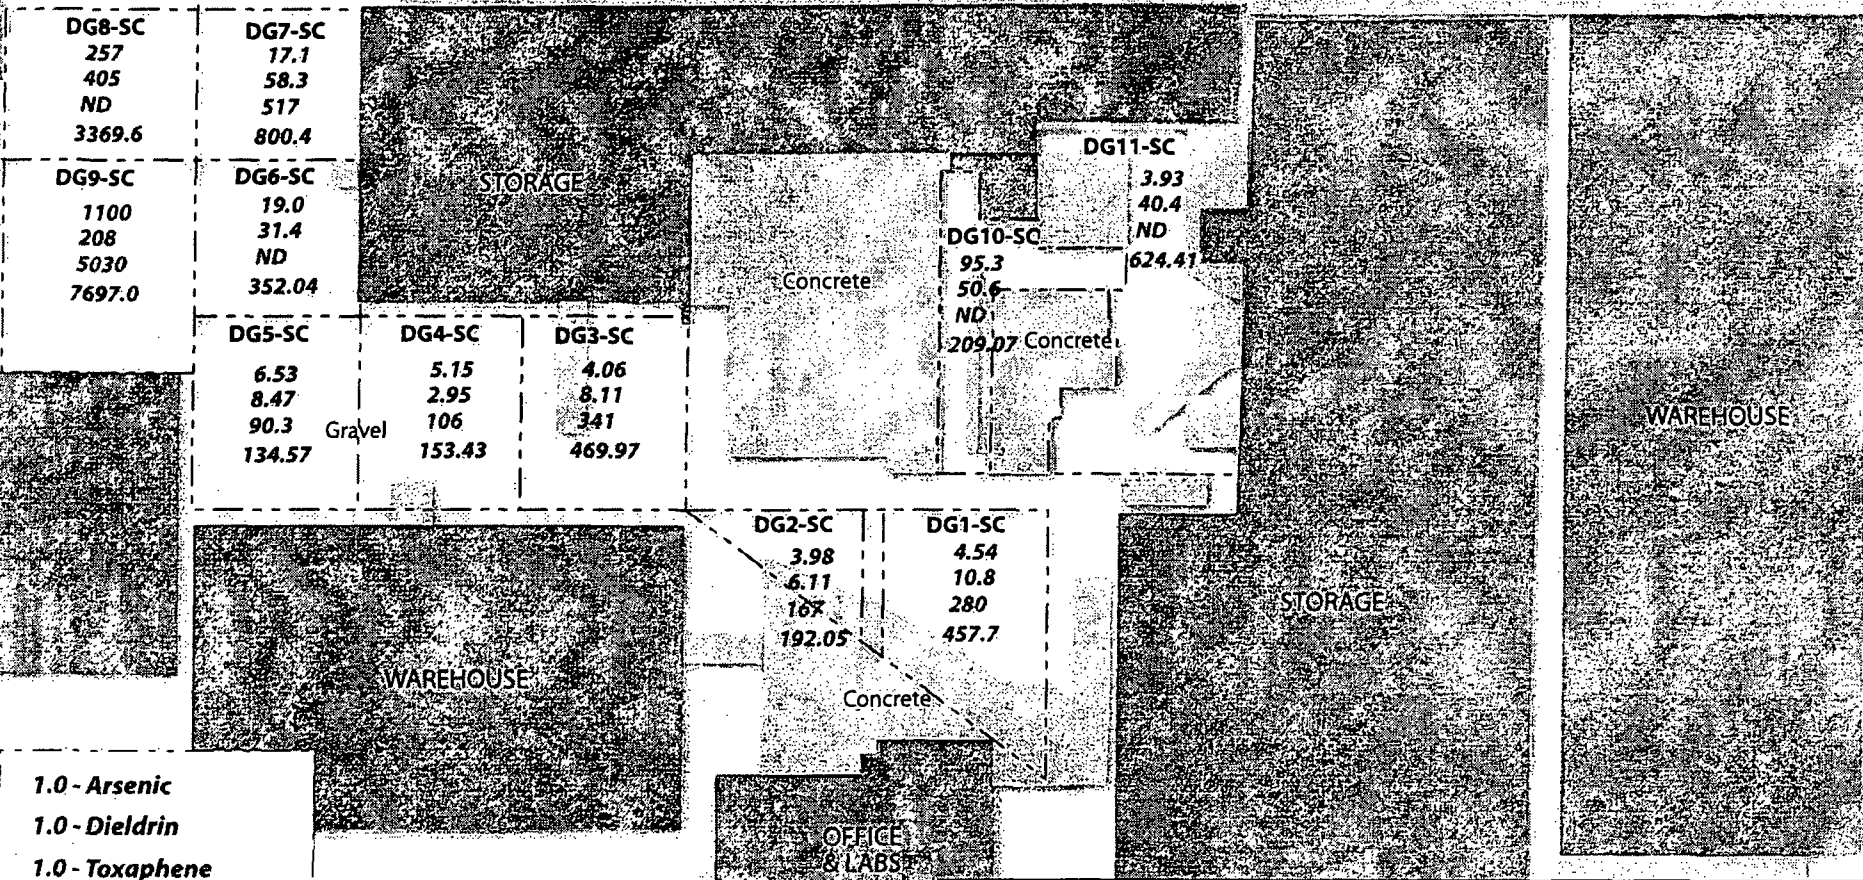 DG8-SC
257
405
ND
3369.6
DG7-SC
17.1
58.3
517
800.4
DG9-SC
1100
208
5030
7697.0
DG6-SC
19.0
31.4
ND
352.04
STORAGE
DG11-SC
3.93
40.4
ND
624.41
DG10-SC
95.3
50.6
ND
209.07
Concrete
Concrete
DG5-SC
6.53
8.47
90.3
134.57
Gravel
DG4-SC
5.15
2.95
106
153.43
DG3-SC
4.06
8.11
341
469.97
WAREHOUSE
DG2-SC
3.98
6.11
167
192.05
DG1-SC
4.54
10.8
280
457.7
STORAGE
WAREHOUSE
Concrete
OFFICE
& LABS
1.0 - Arsenic
1.0 - Dieldrin
1.0 - Toxaphene